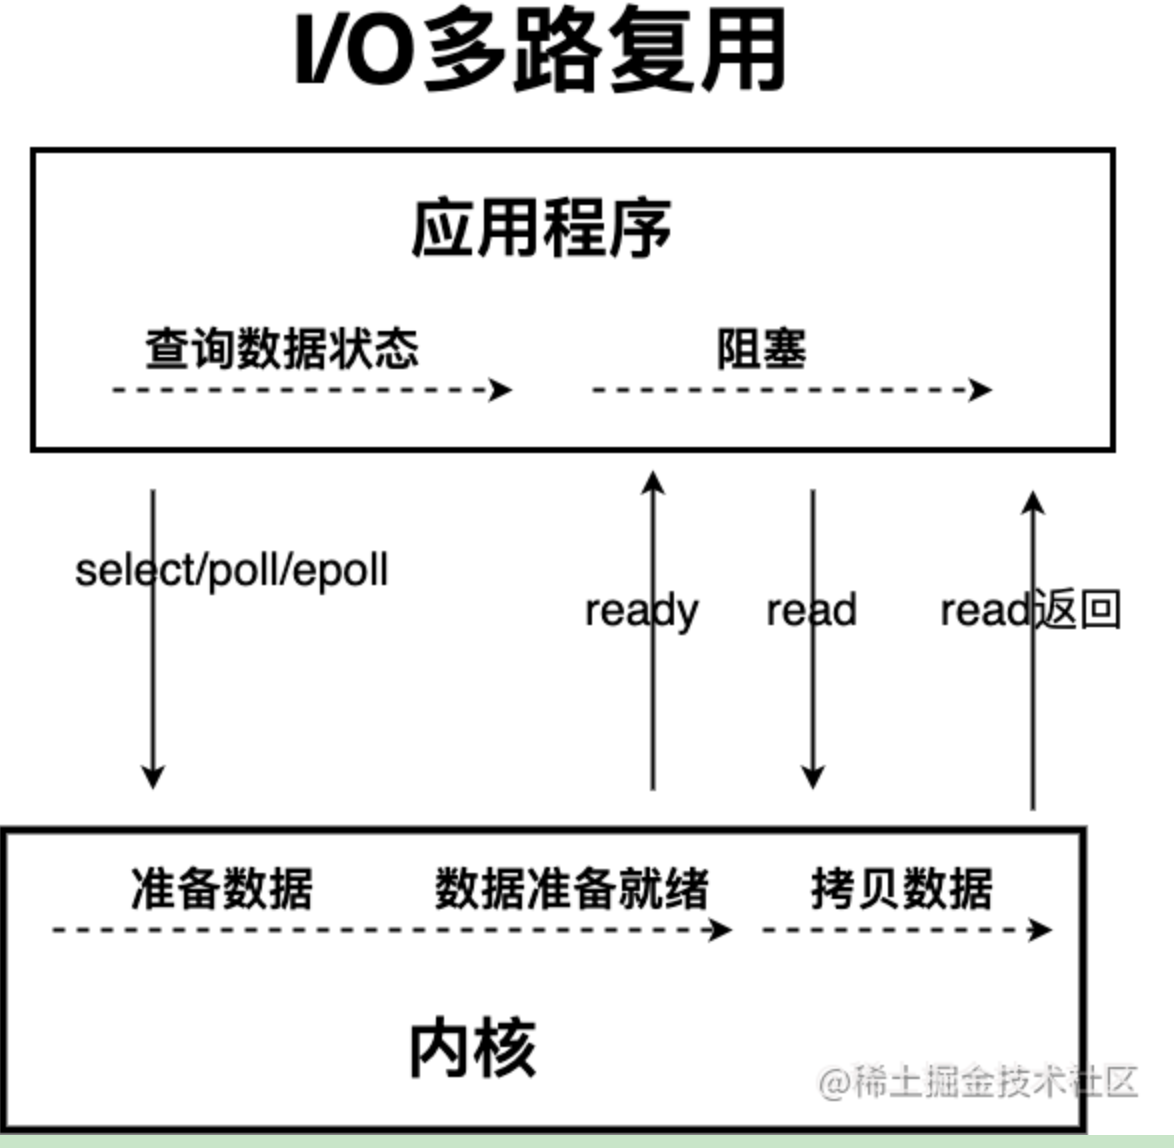 I/O多路复用
应用程序
查询数据状态 阻塞
select/poll/epoll
ready read read返回
准备数据 数据准备就绪 拷贝数据
内核
@稀土掘金技术社区